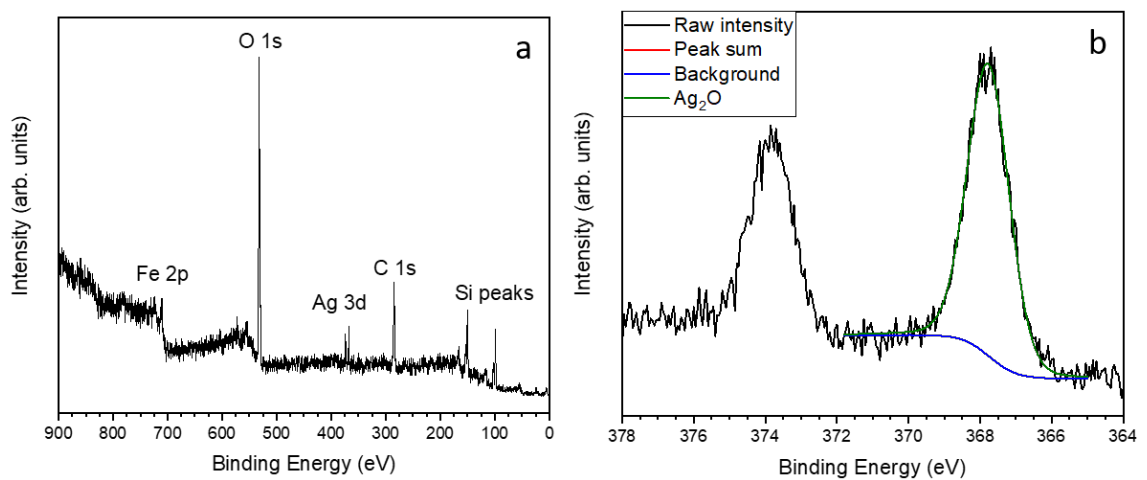 a
O 1s
Fe 2p
Ag 3d
C 1s
Si peaks
Intensity (arb. units)
900 800 700 600 500 400 300 200 100 0
Binding Energy (eV)
b
Raw intensity
Peak sum
Background
Ag₂O
Intensity (arb. units)
378 376 374 372 370 368 366 364
Binding Energy (eV)